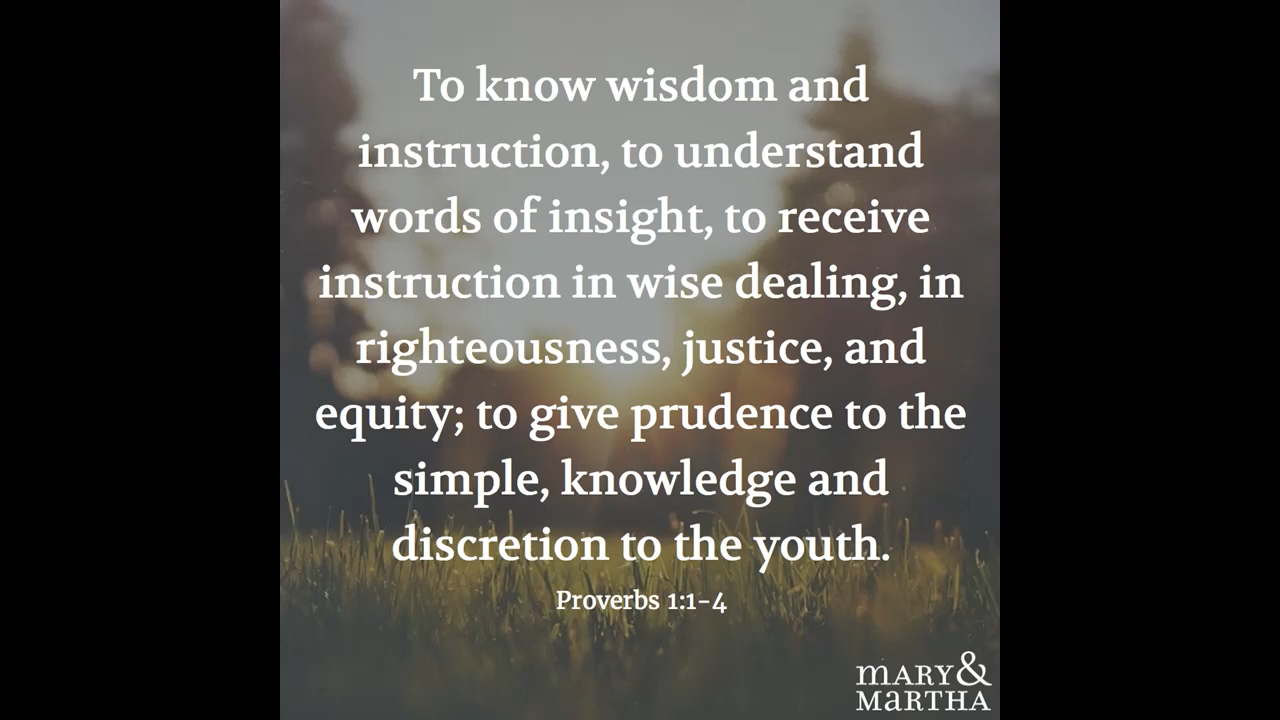 To know wisdom and
instruction, to understand
words of insight, to receive
instruction in wise dealing, in
righteousness, justice, and
equity; to give prudence to the
simple, knowledge and
discretion to the youth.
Proverbs 1:1-4
mARY&
MaRTHA